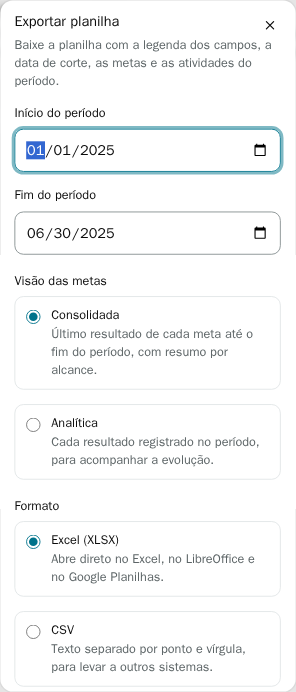 Exportar planilha
Baixe a planilha com a legenda dos campos, a
data de corte, as metas e as atividades do
período.
Início do período
01/01/2025
Fim do período
06/30/2025
Visão das metas
Consolidada
Último resultado de cada meta até o
fim do período, com resumo por
alcance.
Analítica
Cada resultado registrado no período,
para acompanhar a evolução.
Formato
Excel (XLSX)
Abre direto no Excel, no LibreOffice e
no Google Planilhas.
CSV
Texto separado por ponto e vírgula,
para levar a outros sistemas.